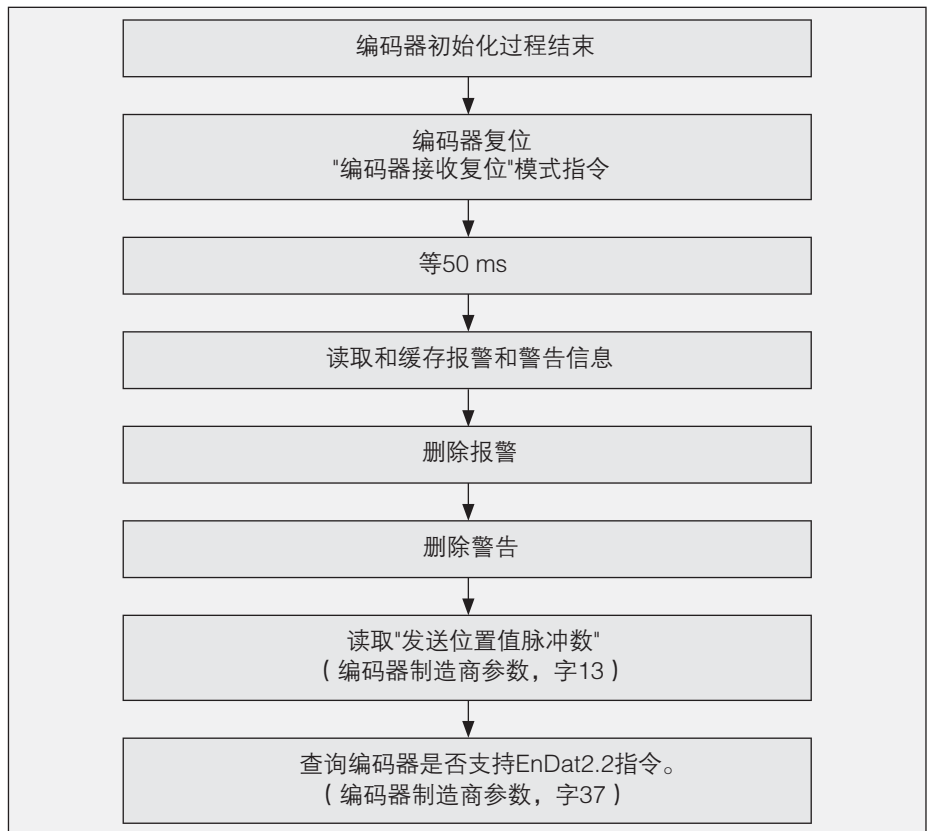 编码器初始化过程结束
编码器复位
"编码器接收复位"模式指令
等50 ms
读取和缓存报警和警告信息
删除报警
删除警告
读取"发送位置值脉冲数"
（编码器制造商参数，字13）
查询编码器是否支持EnDat2.2指令。
（编码器制造商参数，字37）